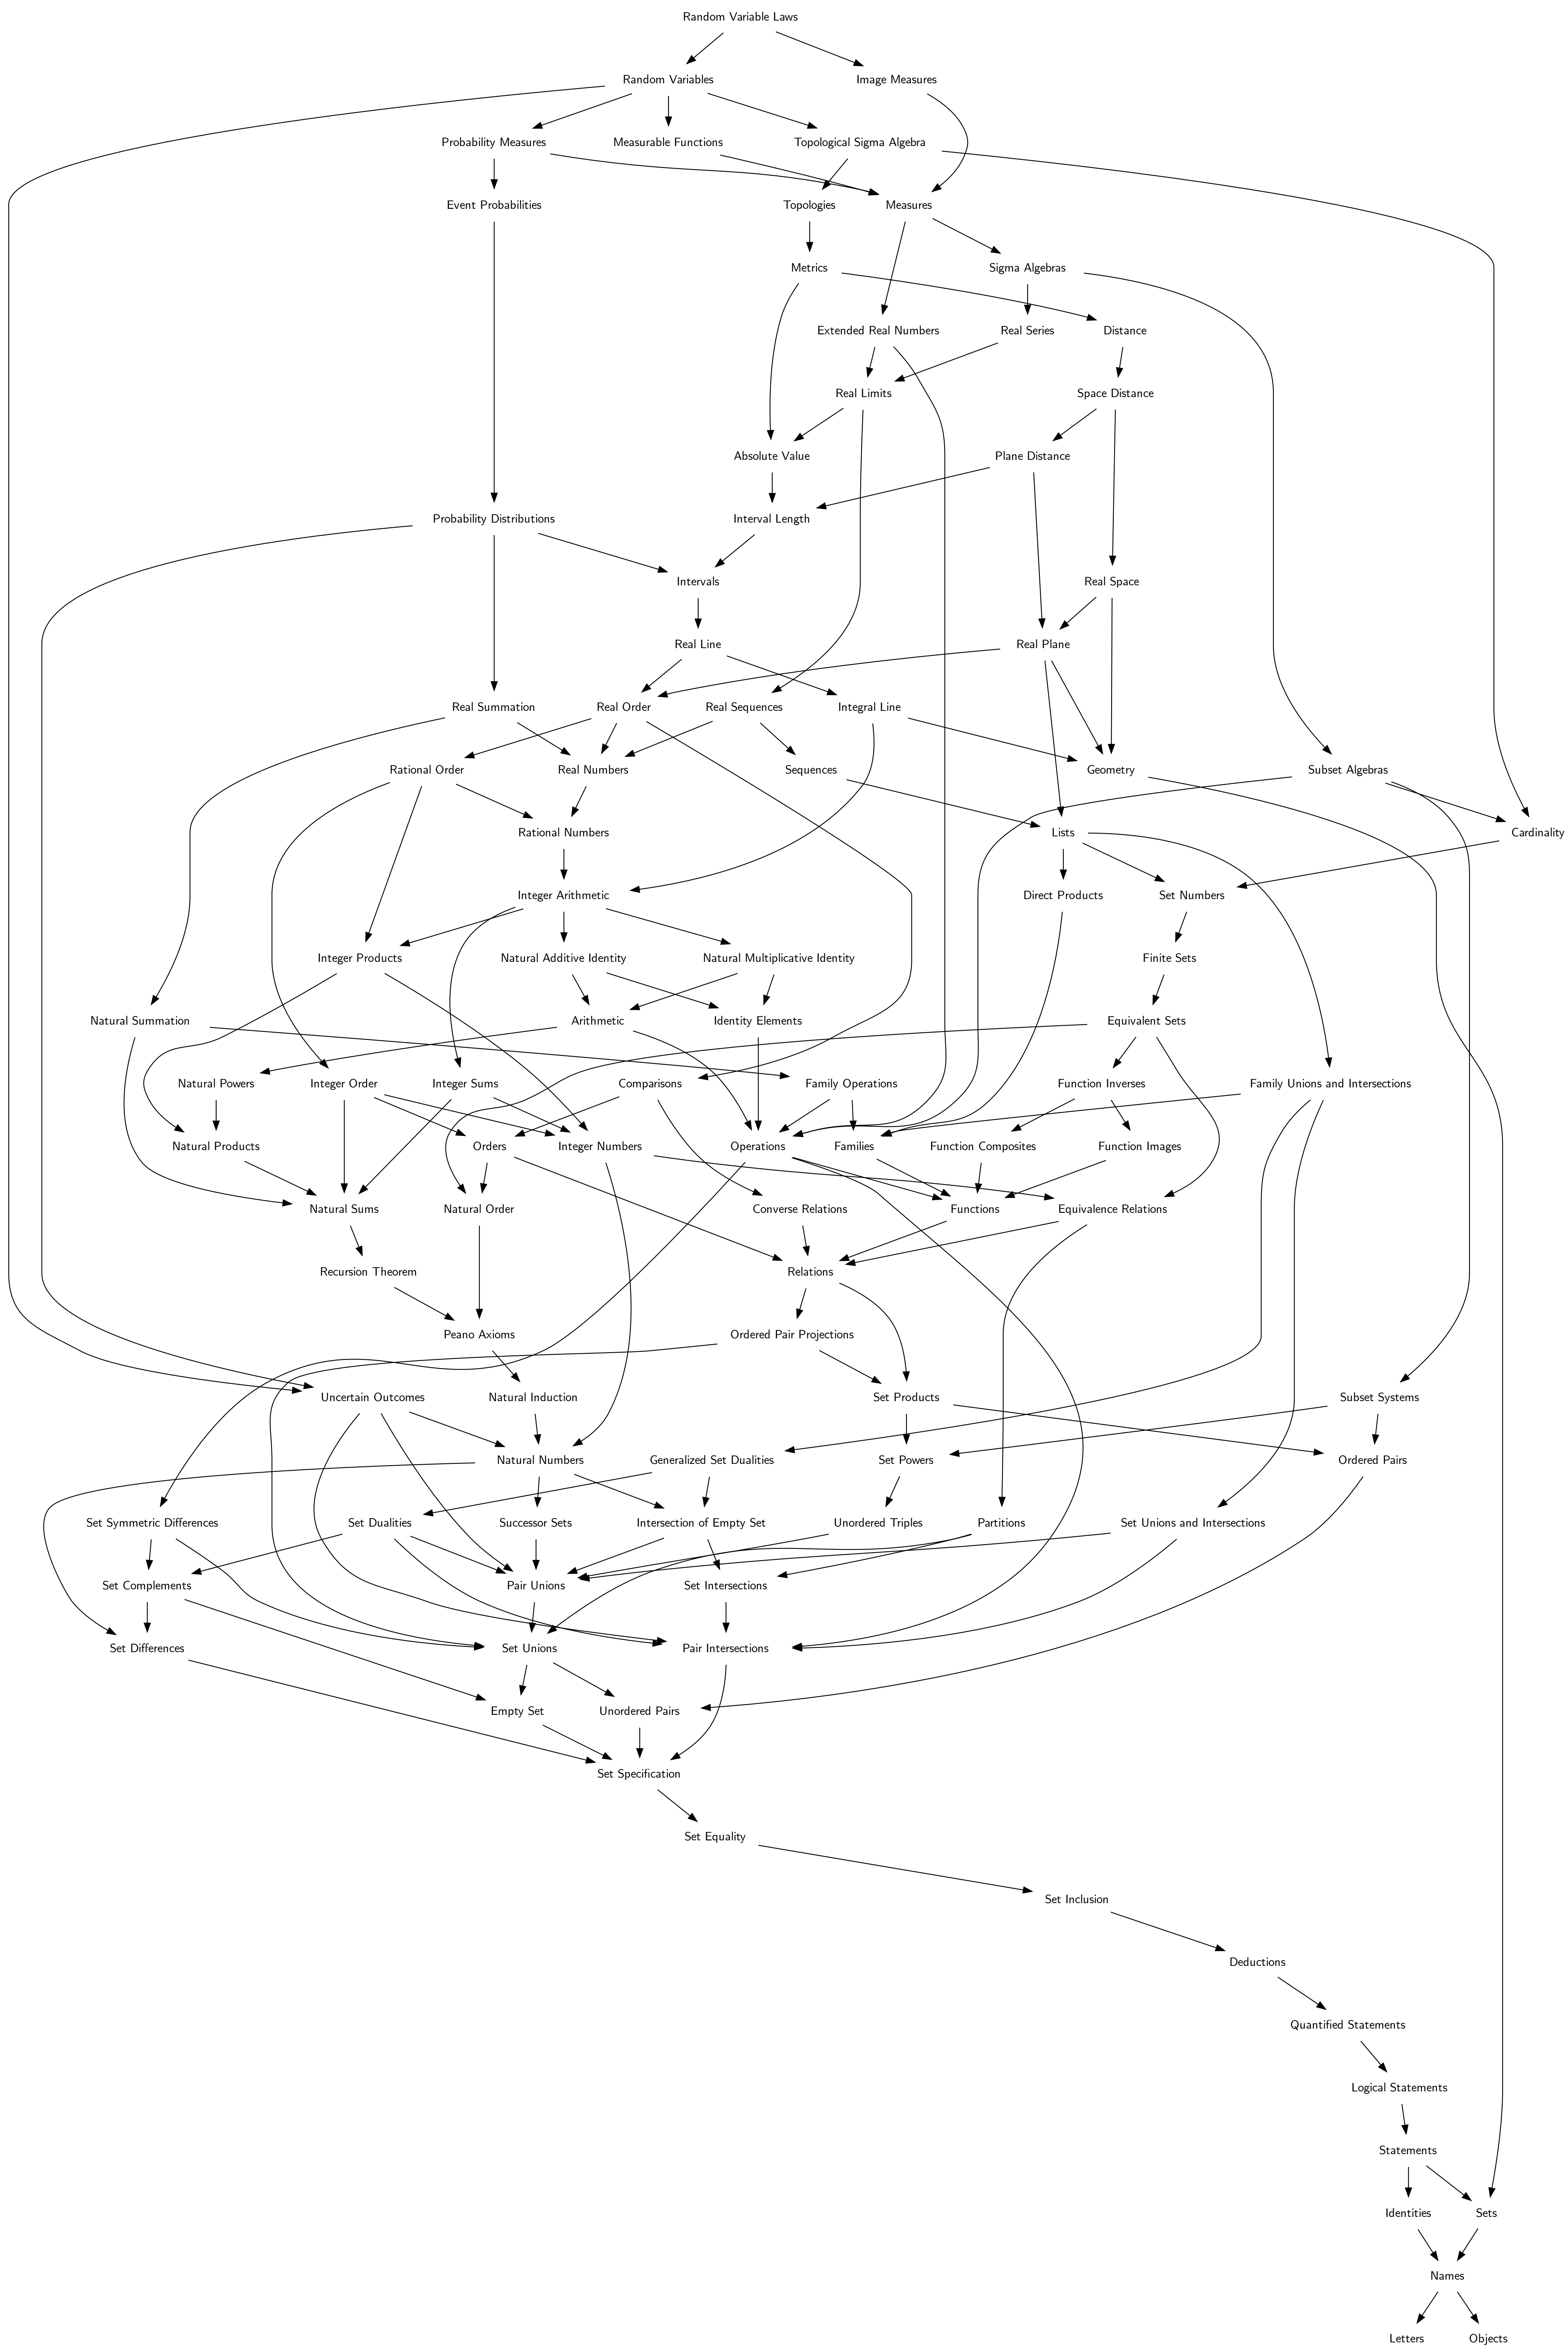 Random Variable Laws
Random Variables
Image Measures
Probability Measures
Measurable Functions
Topological Sigma Algebra
Event Probabilities
Topologies
Measures
Metrics
Sigma Algebras
Extended Real Numbers
Real Series
Distance
Real Limits
Space Distance
Absolute Value
Plane Distance
Probability Distributions
Interval Length
Intervals
Real Space
Real Line
Real Plane
Real Summation
Real Order
Real Sequences
Integral Line
Rational Order
Real Numbers
Sequences
Geometry
Subset Algebras
Rational Numbers
Lists
Cardinality
Integer Arithmetic
Direct Products
Set Numbers
Integer Products
Natural Additive Identity
Natural Multiplicative Identity
Finite Sets
Natural Summation
Arithmetic
Identity Elements
Equivalent Sets
Natural Powers
Integer Order
Integer Sums
Comparisons
Family Operations
Function Inverses
Family Unions and Intersections
Natural Products
Orders
Integer Numbers
Operations
Families
Function Composites
Function Images
Natural Sums
Natural Order
Converse Relations
Functions
Equivalence Relations
Recursion Theorem
Relations
Peano Axioms
Ordered Pair Projections
Uncertain Outcomes
Natural Induction
Set Products
Subset Systems
Natural Numbers
Generalized Set Dualities
Set Powers
Ordered Pairs
Set Symmetric Differences
Set Dualities
Successor Sets
Intersection of Empty Set
Unordered Triples
Partitions
Set Unions and Intersections
Set Complements
Pair Unions
Set Intersections
Set Differences
Set Unions
Pair Intersections
Empty Set
Unordered Pairs
Set Specification
Set Equality
Set Inclusion
Deductions
Quantified Statements
Logical Statements
Statements
Identities
Sets
Names
Letters
Objects